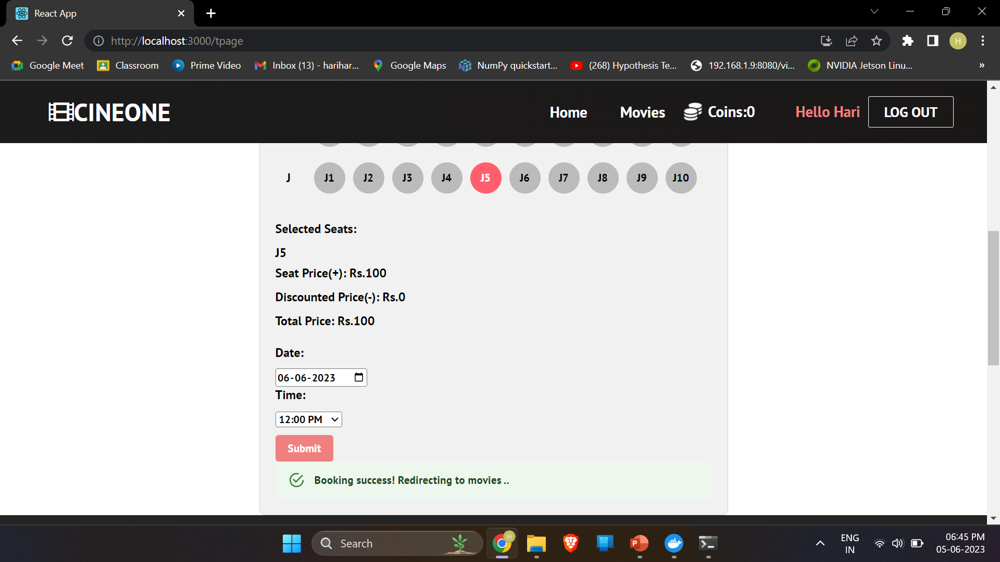 React App
http://localhost:3000/tpage
H
Google Meet Classroom Prime Video Inbox (13) - harihar... Google Maps NumPy quickstart... (268) Hypothesis Te... 192.168.1.9:8080/vi... NVIDIA Jetson Linu... »
CINEONE Home Movies Coins:0 Hello Hari LOG OUT
J J1 J2 J3 J4 J5 J6 J7 J8 J9 J10
Selected Seats:
J5
Seat Price(+): Rs.100
Discounted Price(-): Rs.0
Total Price: Rs.100
Date:
06-06-2023
Time:
12:00 PM
Submit
Booking success! Redirecting to movies ..
Search
H
P
ENG
IN
06:45 PM
05-06-2023